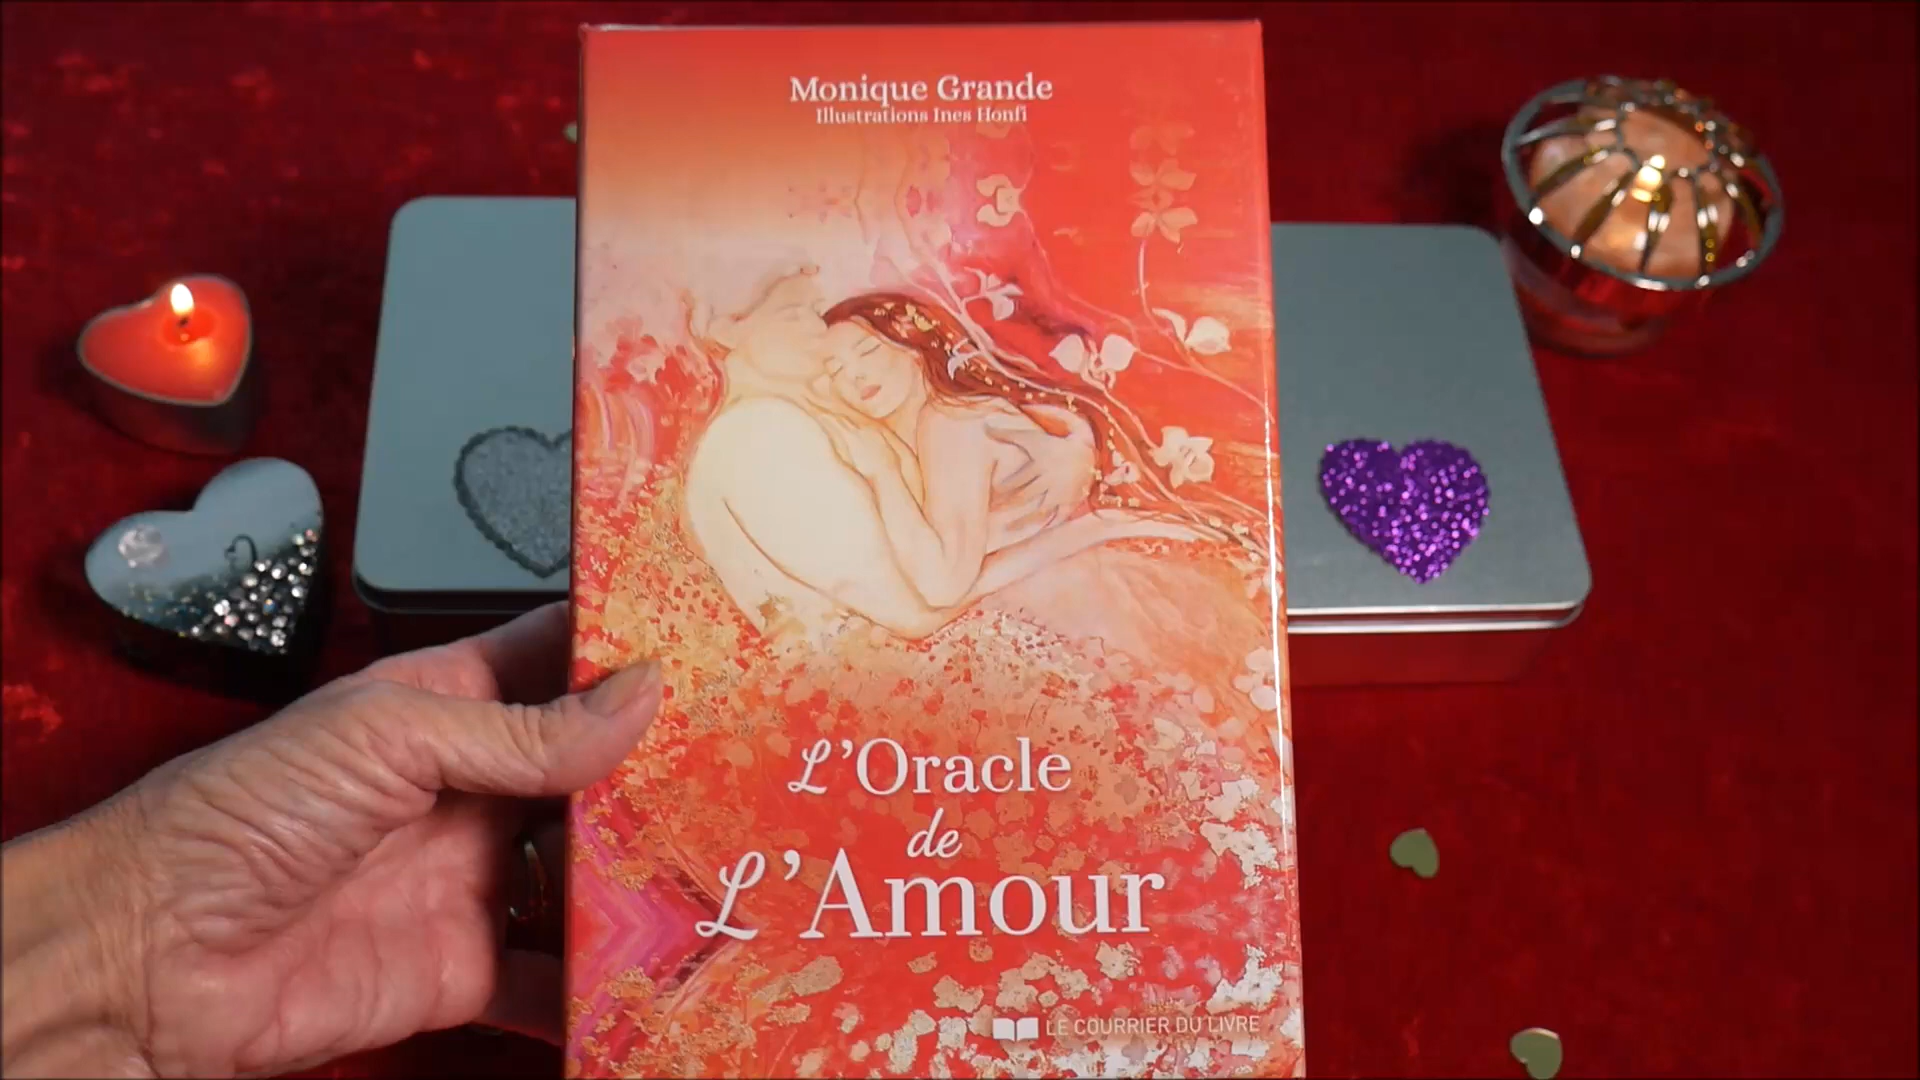 Monique Grande
Illustrations Ines Honfi
L'Oracle
de
L'Amour
LE COURRIER DU LIVRE